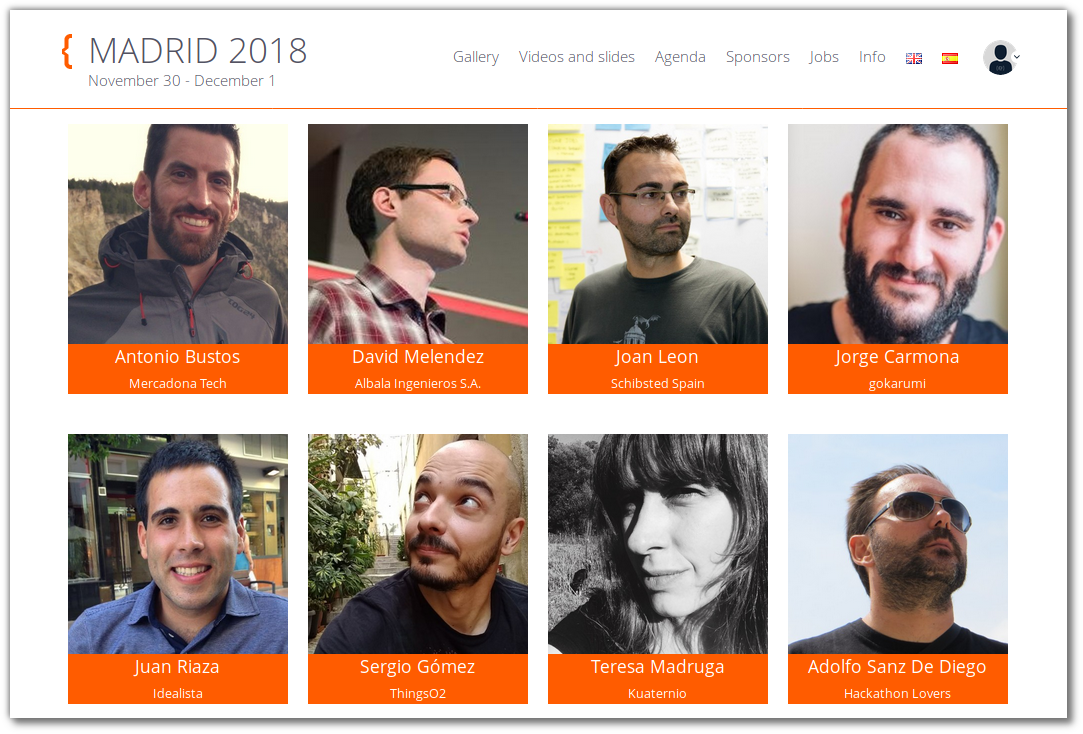 { MADRID 2018
November 30 - December 1
Gallery Videos and slides Agenda Sponsors Jobs Info
Antonio Bustos David Melendez Joan Leon Jorge Carmona
Mercadona Tech Albala Ingenieros S.A. Schibsted Spain gokarumi
Juan Riaza Sergio Gómez Teresa Madruga Adolfo Sanz De Diego
Idealista ThingsO2 Kuaternio Hackathon Lovers